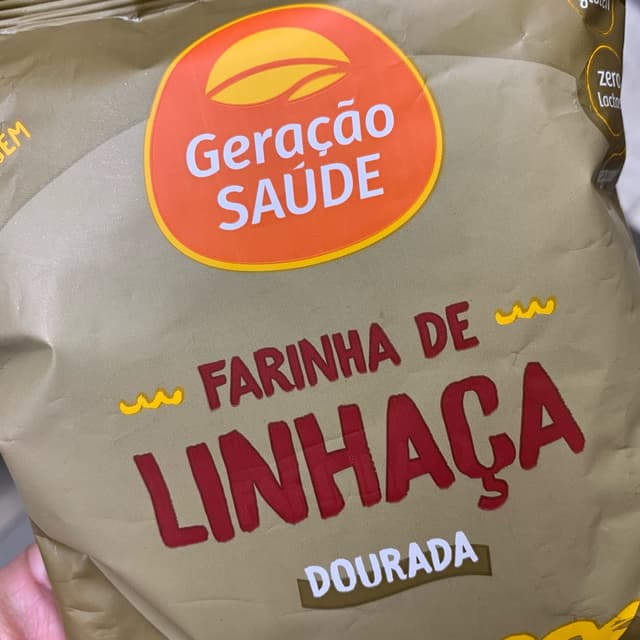 Geração
SAÚDE
zero
FARINHA DE
LINHAÇA
DOURADA